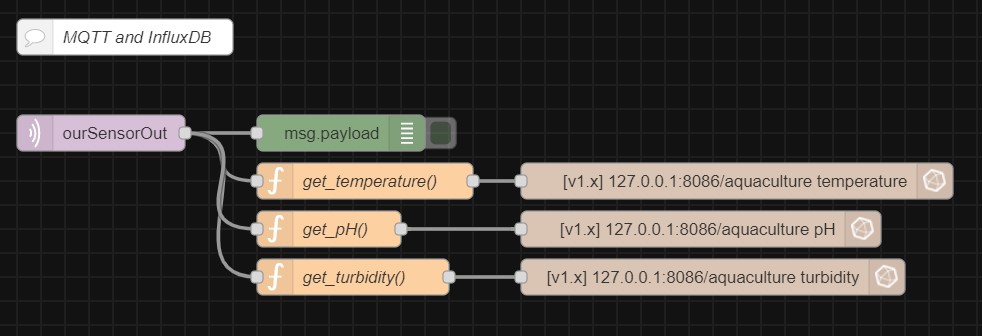 MQTT and InfluxDB
ourSensorOut
msg.payload
get_temperature()
[v1.x] 127.0.0.1:8086/aquaculture temperature
get_pH()
[v1.x] 127.0.0.1:8086/aquaculture pH
get_turbidity()
[v1.x] 127.0.0.1:8086/aquaculture turbidity